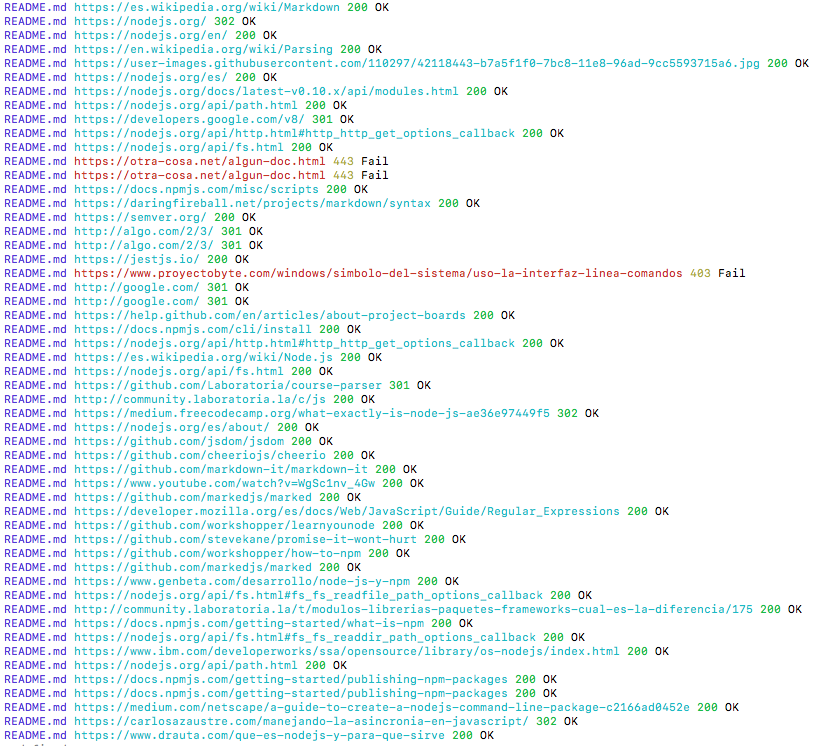 README.md https://es.wikipedia.org/wiki/Markdown 200 OK
README.md https://nodejs.org/ 302 OK
README.md https://nodejs.org/en/ 200 OK
README.md https://en.wikipedia.org/wiki/Parsing 200 OK
README.md https://user-images.githubusercontent.com/110297/42118443-b7a5f1f0-7bc8-11e8-96ad-9cc5593715a6.jpg 200 OK
README.md https://nodejs.org/es/ 200 OK
README.md https://nodejs.org/docs/latest-v0.10.x/api/modules.html 200 OK
README.md https://nodejs.org/api/path.html 200 OK
README.md https://developers.google.com/v8/ 301 OK
README.md https://nodejs.org/api/http.html#http_http_get_options_callback 200 OK
README.md https://nodejs.org/api/fs.html 200 OK
README.md https://otra-cosa.net/algun-doc.html 443 Fail
README.md https://otra-cosa.net/algun-doc.html 443 Fail
README.md https://docs.npmjs.com/misc/scripts 200 OK
README.md https://daringfireball.net/projects/markdown/syntax 200 OK
README.md https://semver.org/ 200 OK
README.md http://algo.com/2/3/ 301 OK
README.md http://algo.com/2/3/ 301 OK
README.md https://jestjs.io/ 200 OK
README.md https://www.proyectobyte.com/windows/simbolo-del-sistema/uso-la-interfaz-linea-comandos 403 Fail
README.md http://google.com/ 301 OK
README.md http://google.com/ 301 OK
README.md https://help.github.com/en/articles/about-project-boards 200 OK
README.md https://docs.npmjs.com/cli/install 200 OK
README.md https://nodejs.org/api/http.html#http_http_get_options_callback 200 OK
README.md https://es.wikipedia.org/wiki/Node.js 200 OK
README.md https://nodejs.org/api/fs.html 200 OK
README.md https://github.com/Laboratoria/course-parser 301 OK
README.md http://community.laboratoria.la/c/js 200 OK
README.md https://medium.freecodecamp.org/what-exactly-is-node-js-ae36e97449f5 302 OK
README.md https://nodejs.org/es/about/ 200 OK
README.md https://github.com/jsdom/jsdom 200 OK
README.md https://github.com/cheeriojs/cheerio 200 OK
README.md https://github.com/markdown-it/markdown-it 200 OK
README.md https://www.youtube.com/watch?v=WgSc1nv_4Gw 200 OK
README.md https://github.com/markedjs/marked 200 OK
README.md https://developer.mozilla.org/es/docs/Web/JavaScript/Guide/Regular_Expressions 200 OK
README.md https://github.com/workshopper/learnyounode 200 OK
README.md https://github.com/stevekane/promise-it-wont-hurt 200 OK
README.md https://github.com/workshopper/how-to-npm 200 OK
README.md https://github.com/markedjs/marked 200 OK
README.md https://www.genbeta.com/desarrollo/node-js-y-npm 200 OK
README.md https://nodejs.org/api/fs.html#fs_fs_readfile_path_options_callback 200 OK
README.md http://community.laboratoria.la/t/modulos-librerias-paquetes-frameworks-cual-es-la-diferencia/175 200 OK
README.md https://docs.npmjs.com/getting-started/what-is-npm 200 OK
README.md https://nodejs.org/api/fs.html#fs_fs_readdir_path_options_callback 200 OK
README.md https://www.ibm.com/developerworks/ssa/opensource/library/os-nodejs/index.html 200 OK
README.md https://nodejs.org/api/path.html 200 OK
README.md https://docs.npmjs.com/getting-started/publishing-npm-packages 200 OK
README.md https://docs.npmjs.com/getting-started/publishing-npm-packages 200 OK
README.md https://medium.com/netscape/a-guide-to-create-a-nodejs-command-line-package-c2166ad0452e 200 OK
README.md https://carlosazaustre.com/manejando-la-asincronia-en-javascript/ 302 OK
README.md https://www.drauta.com/que-es-nodejs-y-para-que-sirve 200 OK